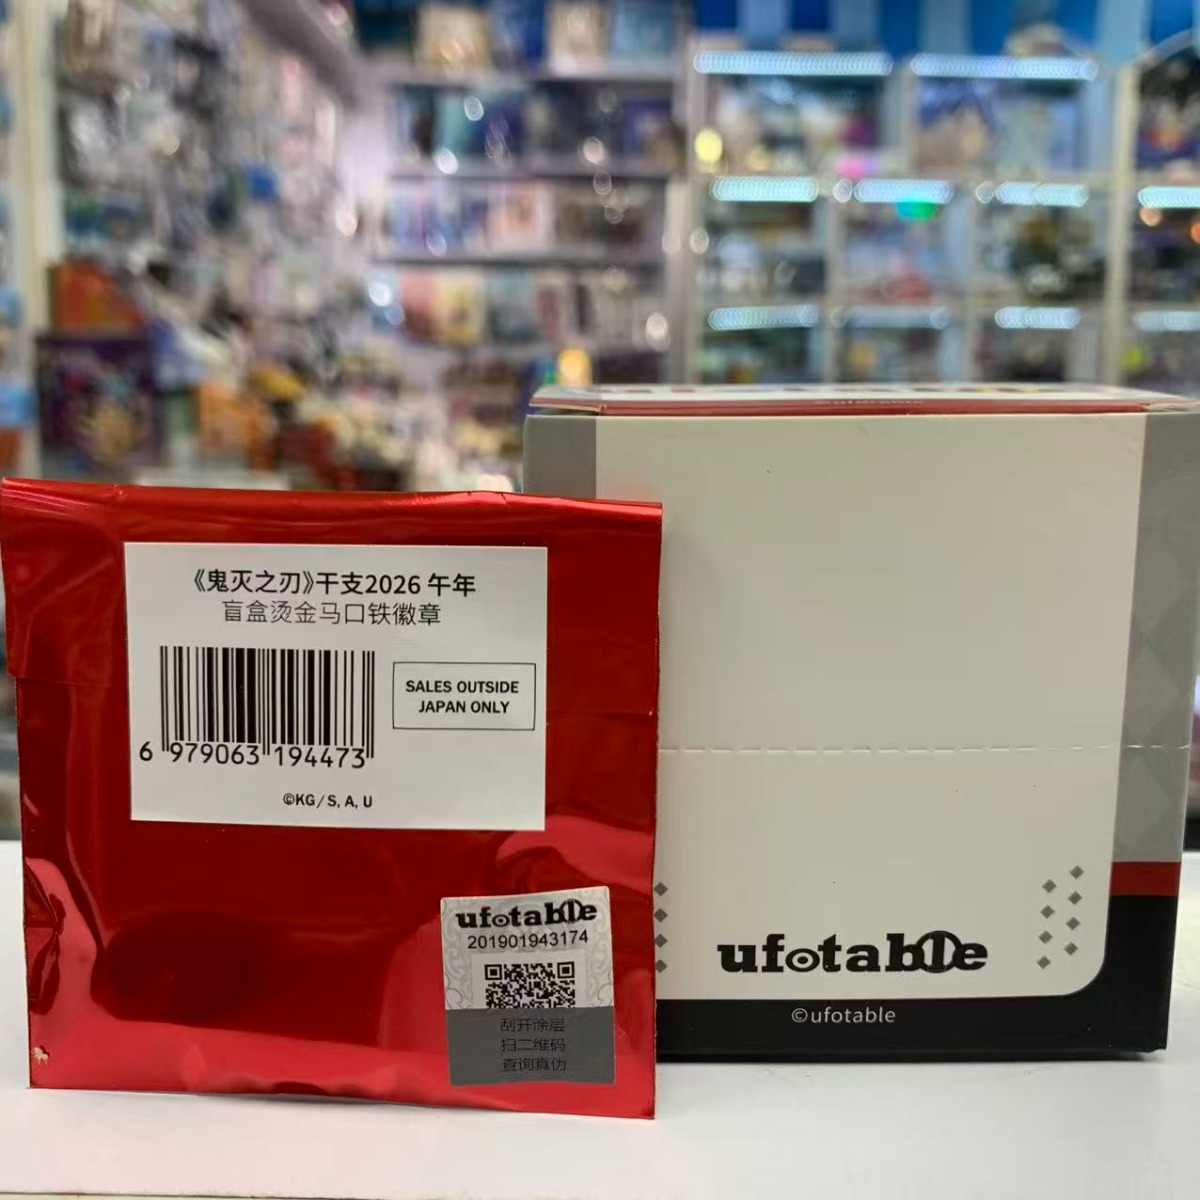 《鬼灭之刃》干支2026 午年
盲盒烫金马口铁徽章
SALES OUTSIDE
JAPAN ONLY
6 979063 194473
©KG/S, A, U
ufotable
201901943174
刮开涂层
扫二维码
查询真伪
©ufotable
ufotable
©ufotable